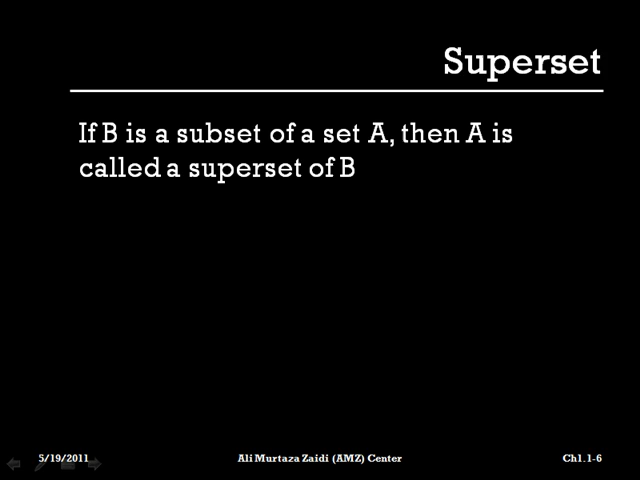 Superset
If B is a subset of a set A, then A is
called a superset of B
5/19/2011 Ali Murtaza Zaidi (AMZ) Center Ch1.1-6